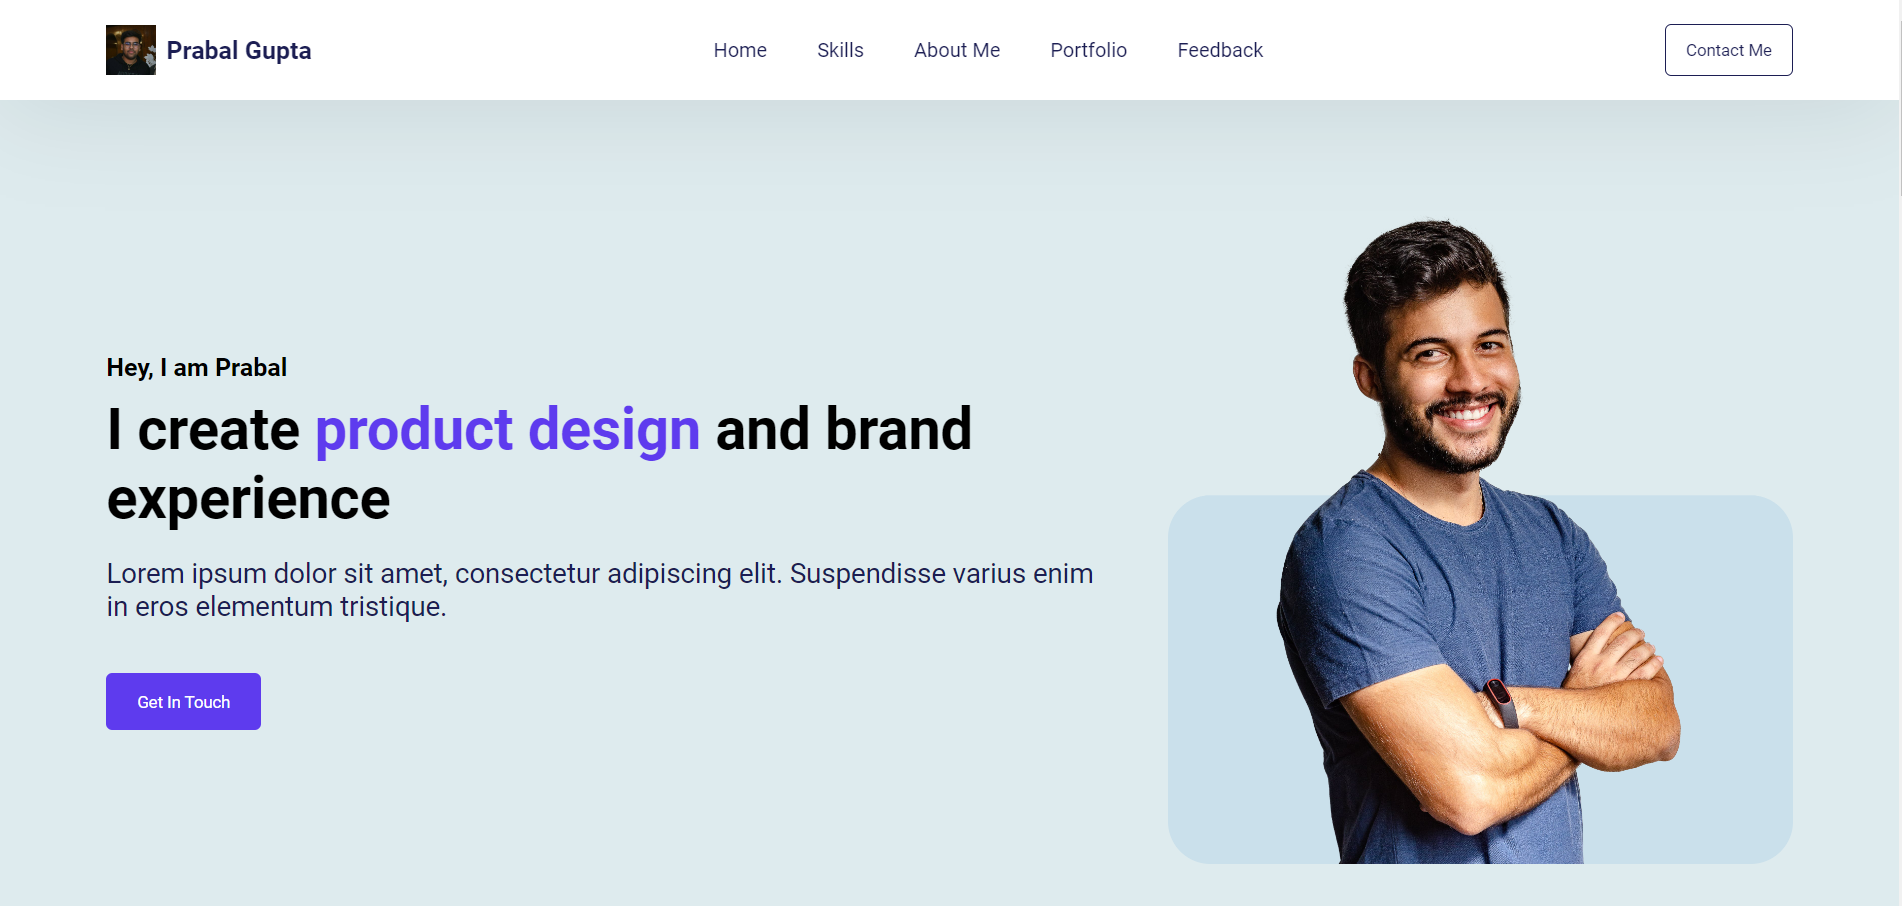 Prabal Gupta
Home
Skills
About Me
Portfolio
Feedback
Contact Me
Hey, I am Prabal
I create product design and brand
experience
Lorem ipsum dolor sit amet, consectetur adipiscing elit. Suspendisse varius enim
in eros elementum tristique.
Get In Touch